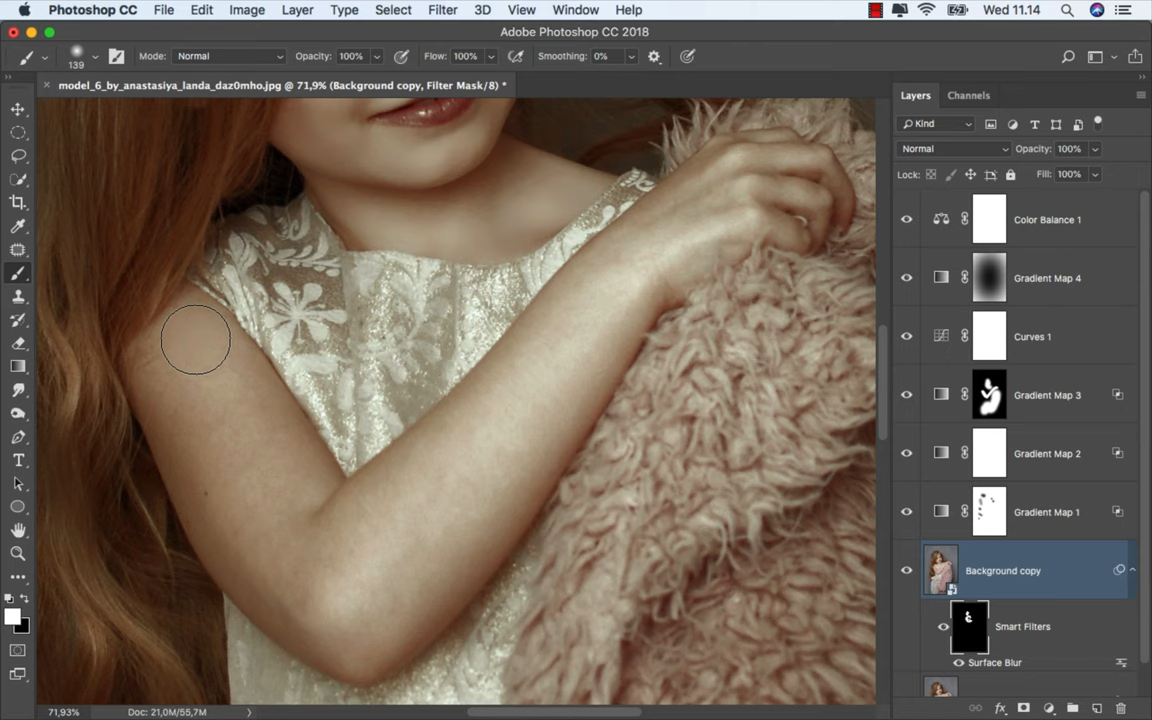 Photoshop CC File Edit Image Layer Type Select Filter 3D View Window Help Wed 11.14
Adobe Photoshop CC 2018
139 Mode: Normal Opacity: 100% Flow: 100% Smoothing: 0%
model_6_by_anastasiya_landa_daz0mho.jpg @ 71,9% (Background copy, Filter Mask/8) *
Layers Channels
Kind
Normal Opacity: 100%
Lock: Fill: 100%
Color Balance 1
Gradient Map 4
Curves 1
Gradient Map 3
Gradient Map 2
Gradient Map 1
Background copy
Smart Filters
Surface Blur
71,93% Doc: 21,0M/55,7M